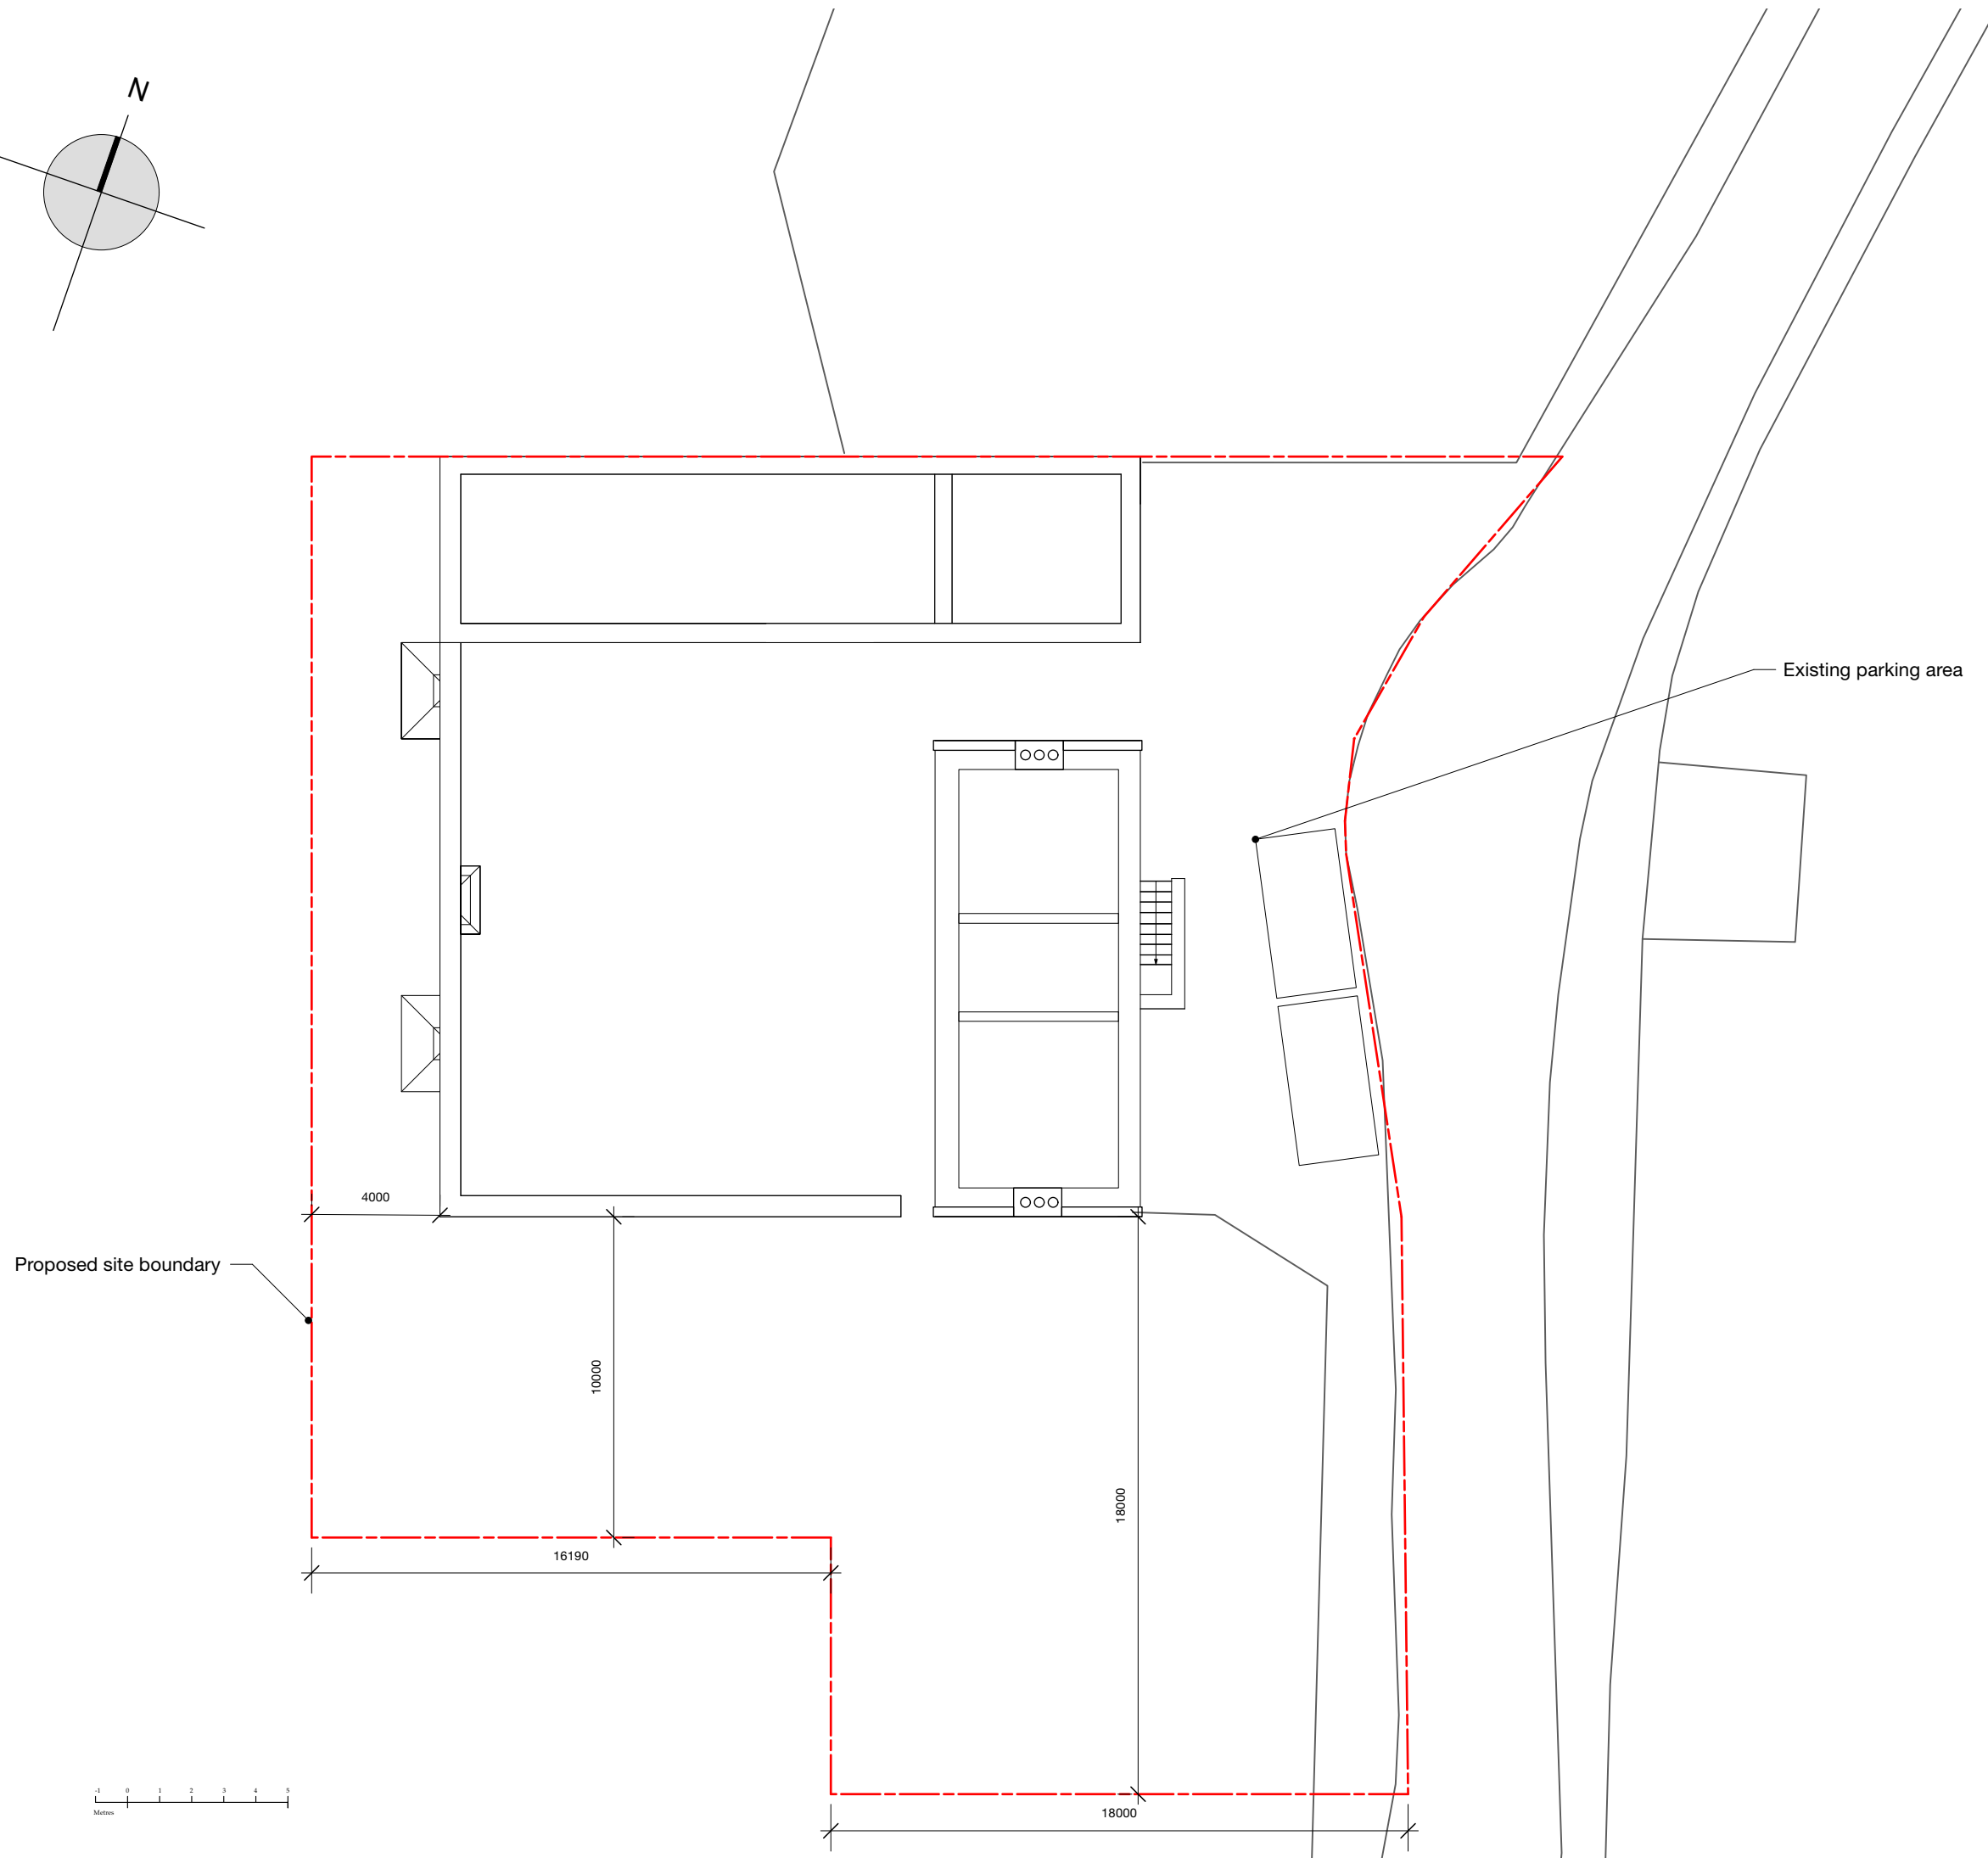 N
Existing parking area
4000
Proposed site boundary
10000
18000
16190
-1 0 1 2 3 4 5
Metres
18000